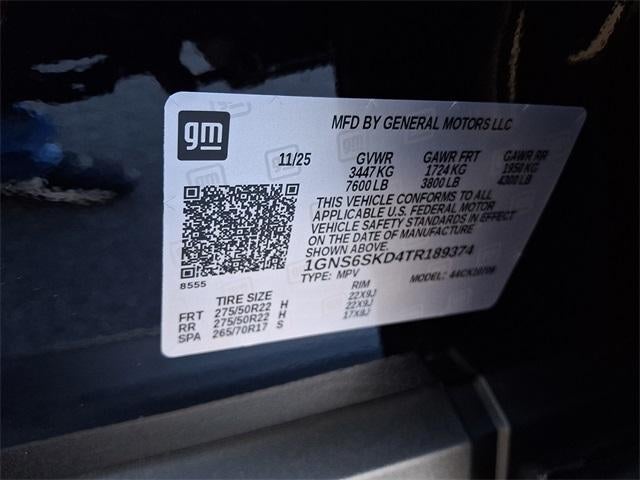 gm
MFD BY GENERAL MOTORS LLC
11/25 GVWR GAWR FRT GAWR RR
3447 KG 1724 KG 1950 KG
7600 LB 3800 LB 4300 LB
THIS VEHICLE CONFORMS TO ALL
APPLICABLE U.S. FEDERAL MOTOR
VEHICLE SAFETY STANDARDS IN EFFECT
ON THE DATE OF MANUFACTURE
SHOWN ABOVE.
1GNS6SKD4TR189374
TYPE: MPV MODEL:
8555
TIRE SIZE RIM
FRT 275/50R22 H 22X9J
RR 275/50R22 H 22X9J
SPA 265/70R17 S 17X8J